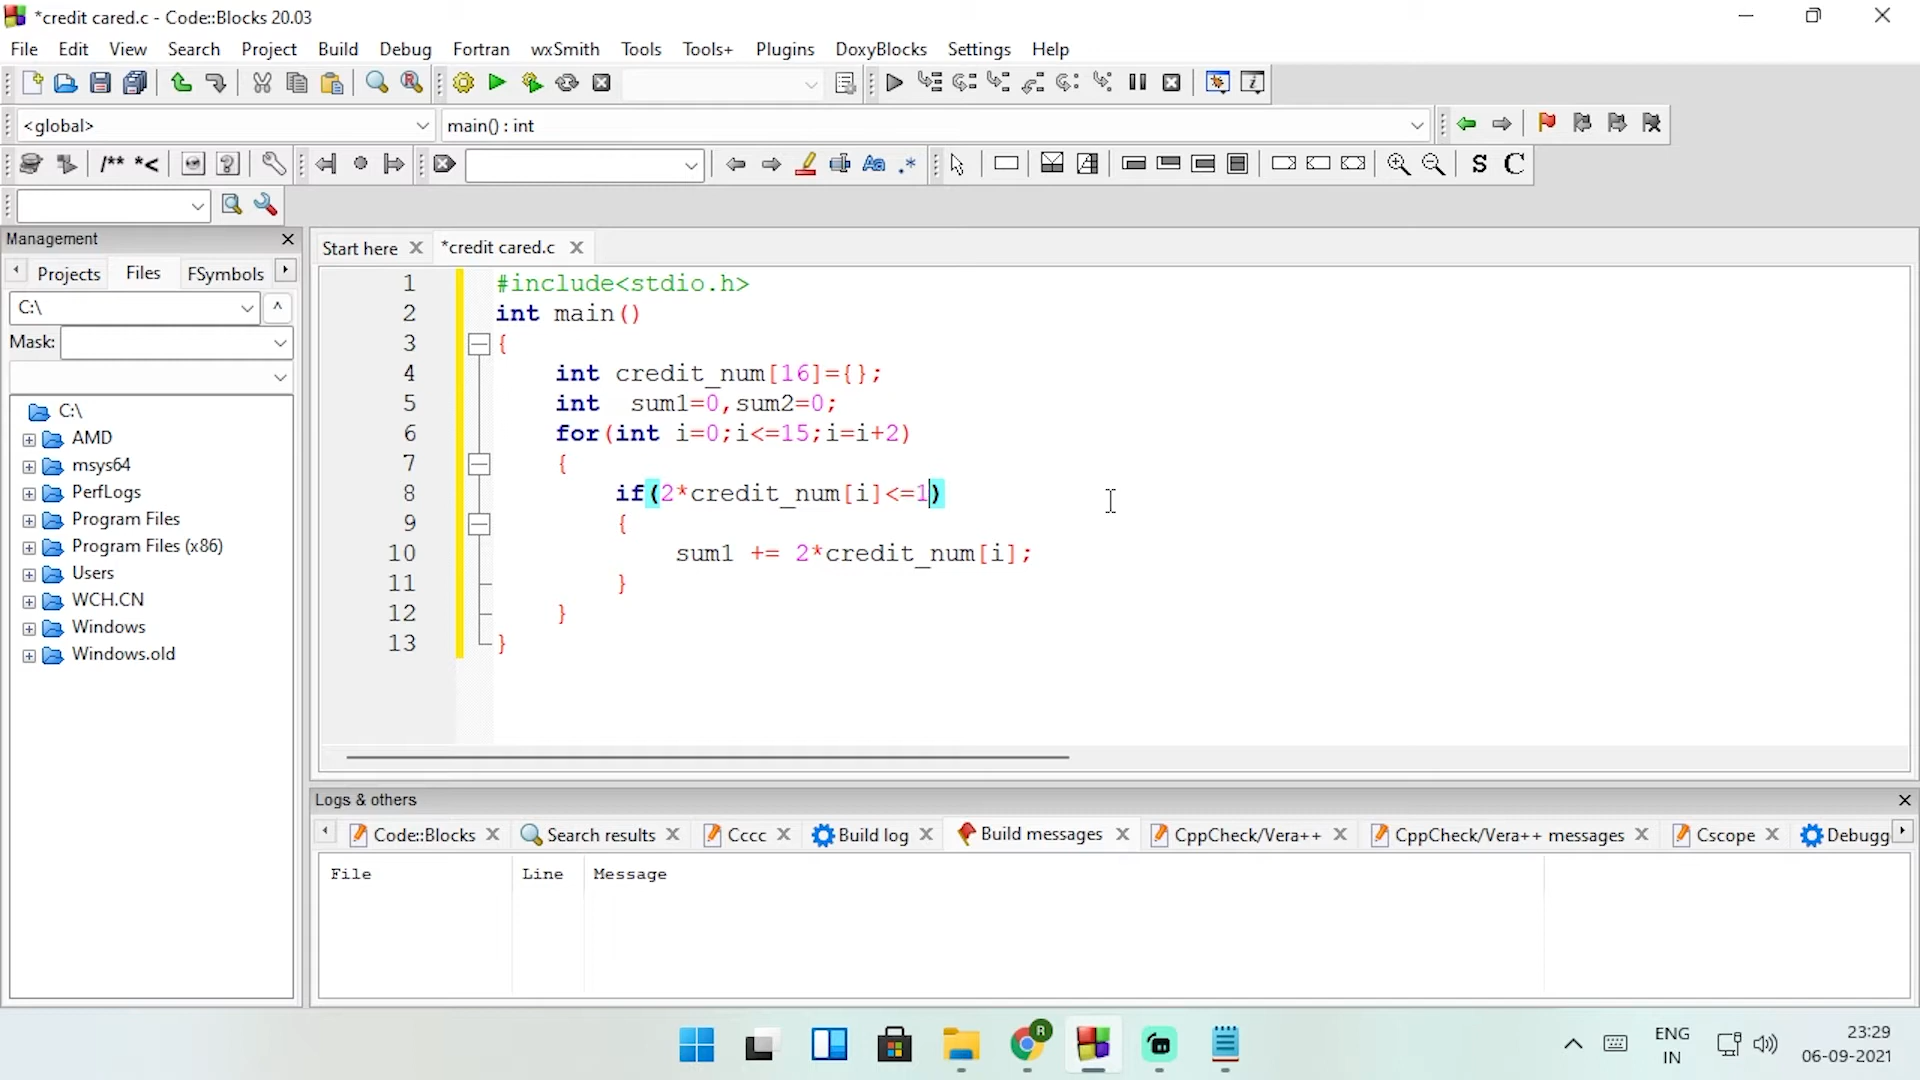 *credit cared.c - Code::Blocks 20.03
File Edit View Search Project Build Debug Fortran wxSmith Tools Tools+ Plugins DoxyBlocks Settings Help
<global> main() : int
/** *< Aa .* S C
Management
Projects Files FSymbols
C:\
Mask:
C:\
AMD
msys64
PerfLogs
Program Files
Program Files (x86)
Users
WCH.CN
Windows
Windows.old
Start here *credit cared.c
1 #include<stdio.h>
2 int main()
3 {
4 int credit_num[16]={};
5 int  sum1=0,sum2=0;
6 for(int i=0;i<=15;i=i+2)
7 {
8 if(2*credit_num[i]<=1)
9 {
10 sum1 += 2*credit_num[i];
11 }
12 }
13 }
Logs & others
Code::Blocks Search results Cccc Build log Build messages CppCheck/Vera++ CppCheck/Vera++ messages Cscope Debugg
File Line Message
R
ENG
IN
23:29
06-09-2021